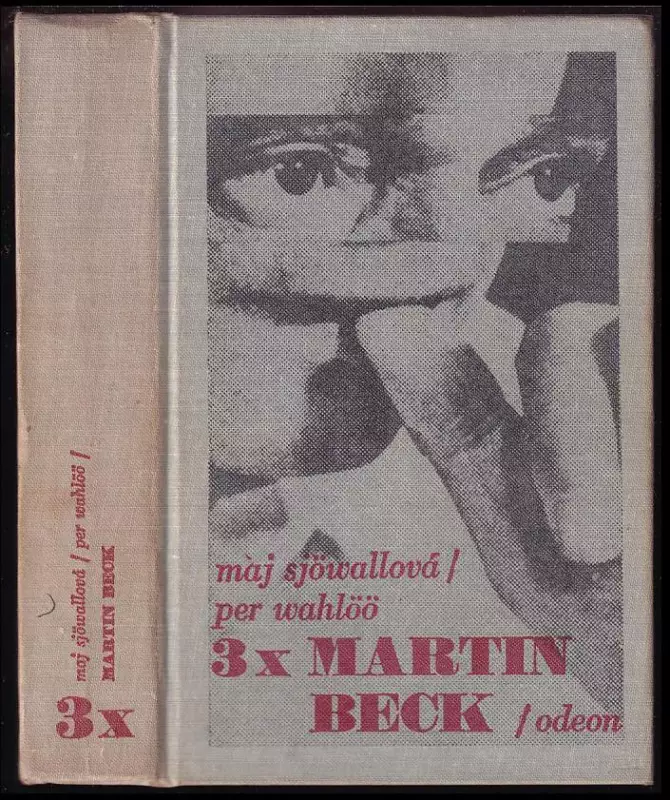 maj sjöwallová / per wahlöö /
MARTIN BECK
3x
màj sjöwallová /
per wahlöö
3x MARTIN
BECK / odeon